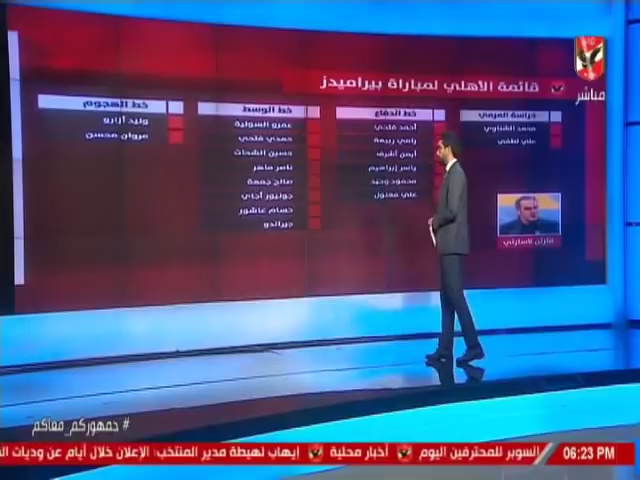 مباشر
قائمة الأهلي لمباراة بيراميدز
حراسة المرمي
محمد الشناوي
علي لطفي
خط الدفاع
أحمد فتحي
رامي ربيعة
أيمن أشرف
ياسر إبراهيم
محمود وحيد
علي معلول
خط الوسط
عمرو السولية
حمدي فتحي
حسين الشحات
ناصر ماهر
صالح جمعة
جونيور أجاي
حسام عاشور
جيرالدو
خط الهجوم
وليد أزارو
مروان محسن
مارتن لاسارتي
#جمهوركم_معاكم
السوبر للمحترفين اليوم
أخبار محلية
إيهاب لهيطة مدير المنتخب: الإعلان خلال أيام عن وديات
06:23 PM